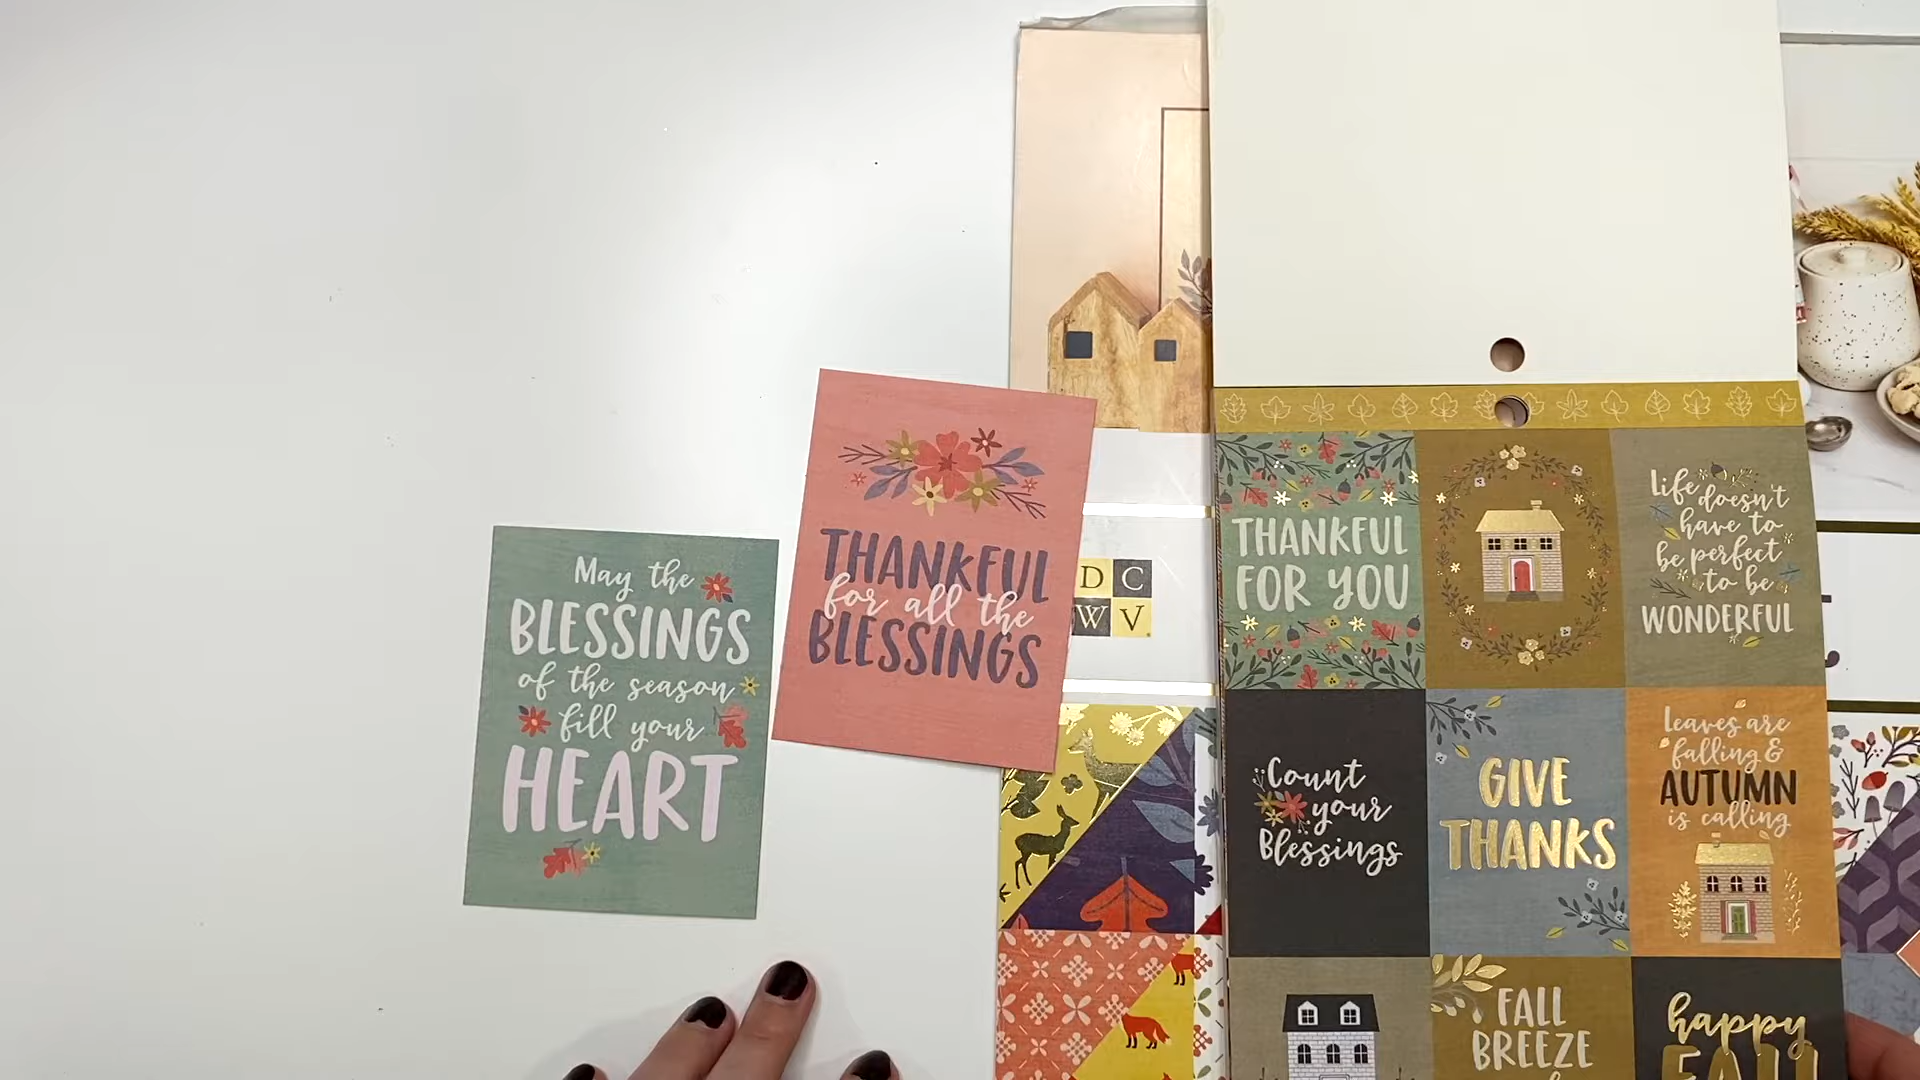 May the
BLESSINGS
of the season
fill your
HEART
THANKFUL
for all the
BLESSINGS
D C
W V
THANKFUL
FOR YOU
Life doesn't
have to
be perfect
to be
WONDERFUL
Count
your
Blessings
GIVE
THANKS
Leaves are
falling &
AUTUMN
is calling
FALL
BREEZE
happy
FALL